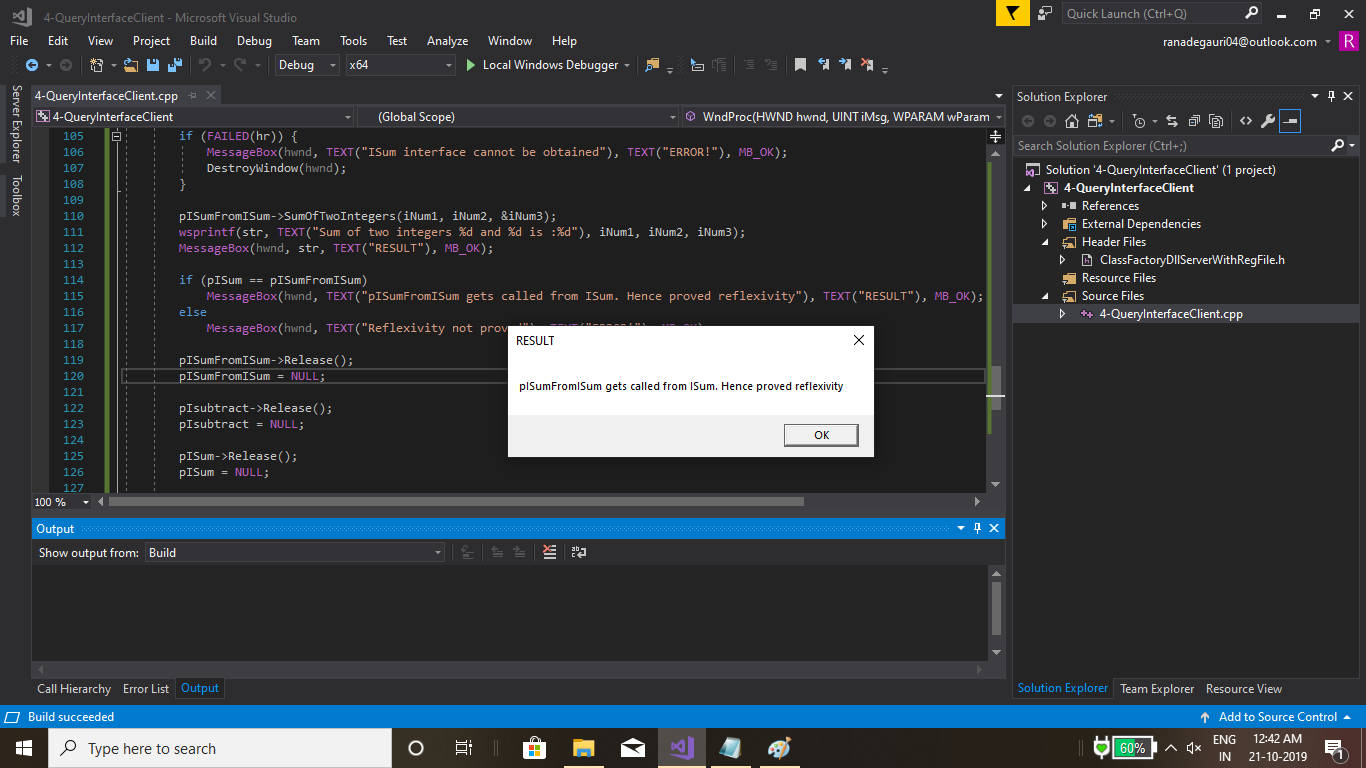 4-QueryInterfaceClient - Microsoft Visual Studio
Quick Launch (Ctrl+Q)
File Edit View Project Build Debug Team Tools Test Analyze Window Help
ranadegauri04@outlook.com R
Debug x64 Local Windows Debugger
Server Explorer
Toolbox
4-QueryInterfaceClient.cpp
4-QueryInterfaceClient (Global Scope) WndProc(HWND hwnd, UINT iMsg, WPARAM wParam
105 if (FAILED(hr)) {
106 MessageBox(hwnd, TEXT("ISum interface cannot be obtained"), TEXT("ERROR!"), MB_OK);
107 DestroyWindow(hwnd);
108 }
109
110 pISumFromISum->SumOfTwoIntegers(iNum1, iNum2, &iNum3);
111 wsprintf(str, TEXT("Sum of two integers %d and %d is :%d"), iNum1, iNum2, iNum3);
112 MessageBox(hwnd, str, TEXT("RESULT"), MB_OK);
113
114 if (pISum == pISumFromISum)
115 MessageBox(hwnd, TEXT("pISumFromISum gets called from ISum. Hence proved reflexivity"), TEXT("RESULT"), MB_OK);
116 else
117 MessageBox(hwnd, TEXT("Reflexivity not prov
118
119 pISumFromISum->Release();
120 pISumFromISum = NULL;
121
122 pIsubtract->Release();
123 pIsubtract = NULL;
124
125 pISum->Release();
126 pISum = NULL;
127
100 %
RESULT
pISumFromISum gets called from ISum. Hence proved reflexivity
OK
Output
Show output from: Build
Call Hierarchy Error List Output
Solution Explorer
Search Solution Explorer (Ctrl+;)
Solution '4-QueryInterfaceClient' (1 project)
4-QueryInterfaceClient
References
External Dependencies
Header Files
ClassFactoryDllServerWithRegFile.h
Resource Files
Source Files
4-QueryInterfaceClient.cpp
Solution Explorer Team Explorer Resource View
Build succeeded
Add to Source Control
Type here to search
60%
ENG
IN
12:42 AM
21-10-2019
1